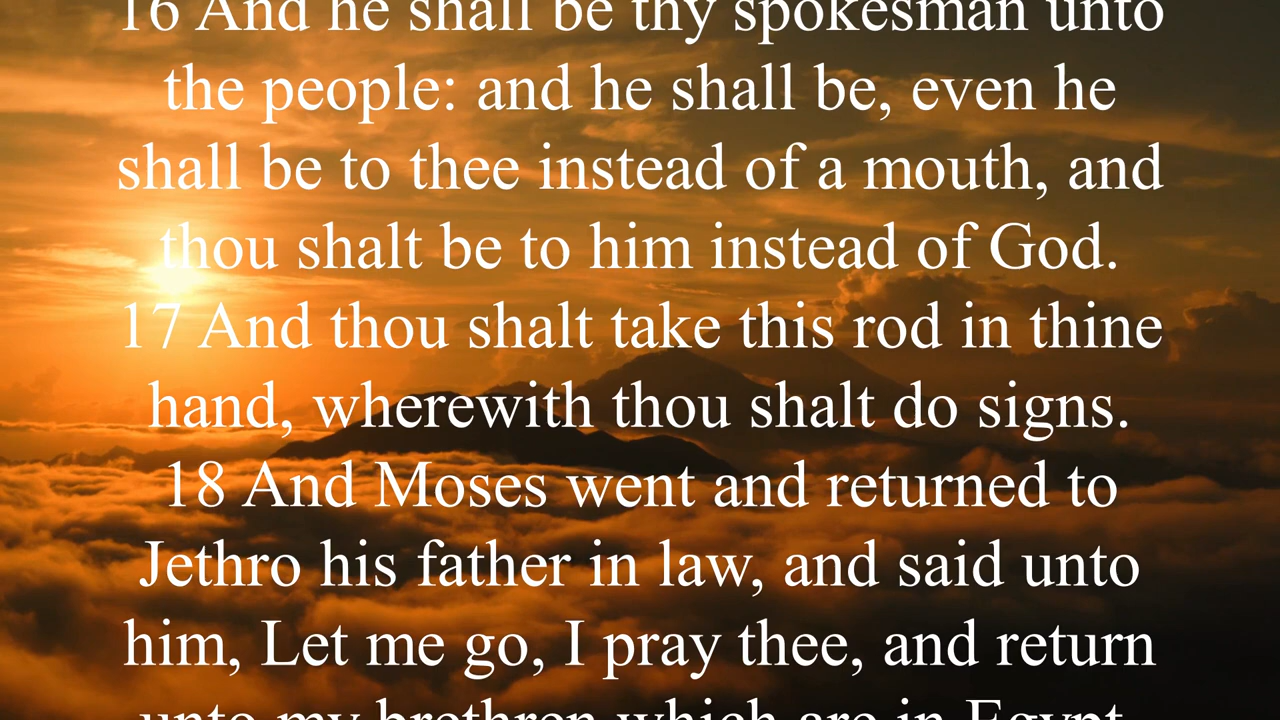 16 And he shall be thy spokesman unto
the people: and he shall be, even he
shall be to thee instead of a mouth, and
thou shalt be to him instead of God.
17 And thou shalt take this rod in thine
hand, wherewith thou shalt do signs.
18 And Moses went and returned to
Jethro his father in law, and said unto
him, Let me go, I pray thee, and return
unto my brethren which are in Egypt,